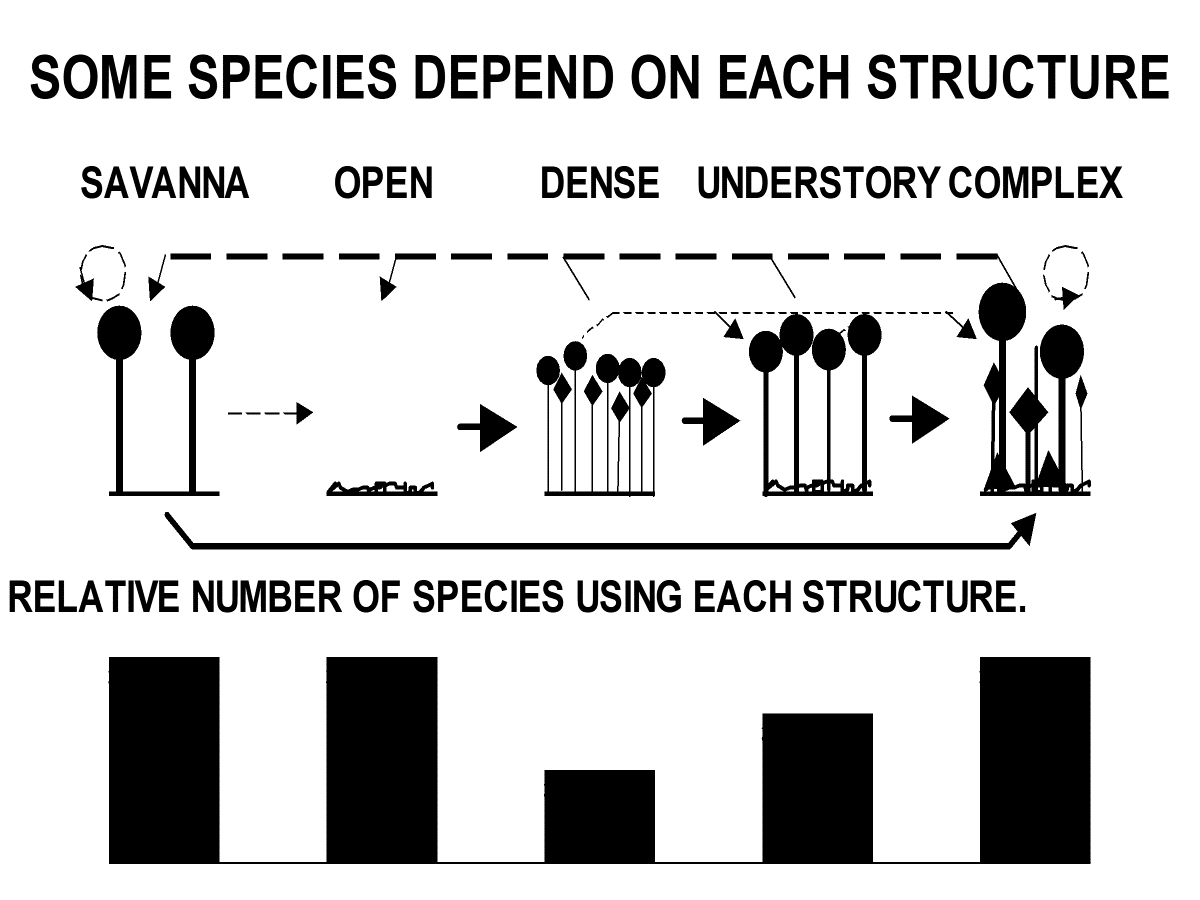 SOME SPECIES DEPEND ON EACH STRUCTURE
SAVANNA OPEN DENSE UNDERSTORY COMPLEX
RELATIVE NUMBER OF SPECIES USING EACH STRUCTURE.